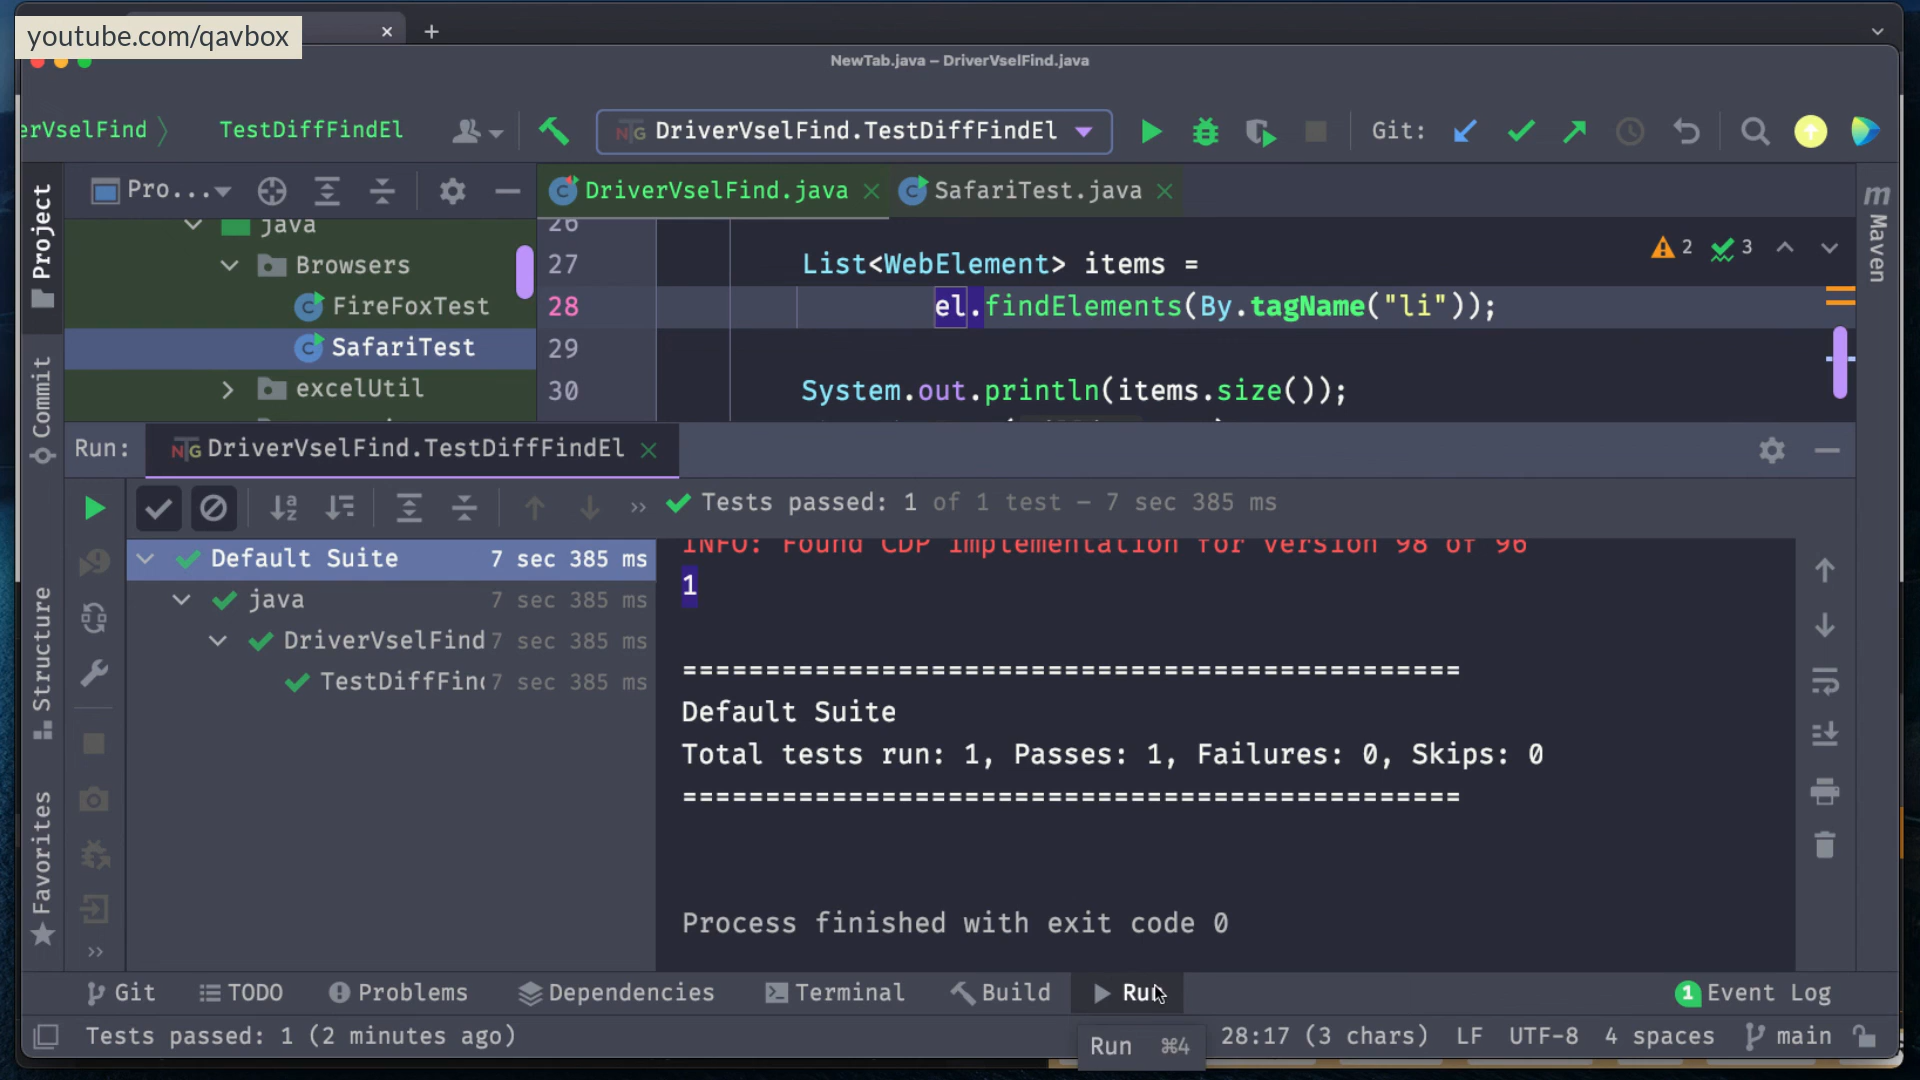 youtube.com/qavbox
NewTab.java – DriverVselFind.java
erVselFind
TestDiffFindEl
DriverVselFind.TestDiffFindEl
Git:
Project
Pro...
DriverVselFind.java
SafariTest.java
m
Maven
java
Browsers
FireFoxTest
SafariTest
excelUtil
26
27 List<WebElement> items =
28 el.findElements(By.tagName("li"));
29
30 System.out.println(items.size());
2
3
Commit
Run:
DriverVselFind.TestDiffFindEl
Tests passed: 1 of 1 test – 7 sec 385 ms
Default Suite 7 sec 385 ms
java 7 sec 385 ms
DriverVselFind 7 sec 385 ms
TestDiffFin 7 sec 385 ms
INFO: Found CDP implementation for version 98 of 96
1
===============================================
Default Suite
Total tests run: 1, Passes: 1, Failures: 0, Skips: 0
===============================================
Process finished with exit code 0
Structure
Favorites
Git
TODO
Problems
Dependencies
Terminal
Build
Run
1 Event Log
Tests passed: 1 (2 minutes ago)
Run ⌘4
28:17 (3 chars)
LF
UTF-8
4 spaces
main